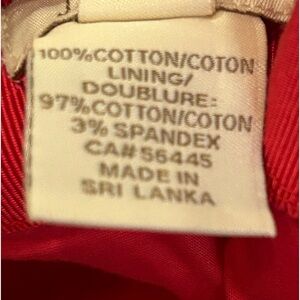 100%COTTON/COTON
LINING/
DOUBLURE:
97%COTTON/COTON
3% SPANDEX
CA# 56445
MADE IN
SRI LANKA